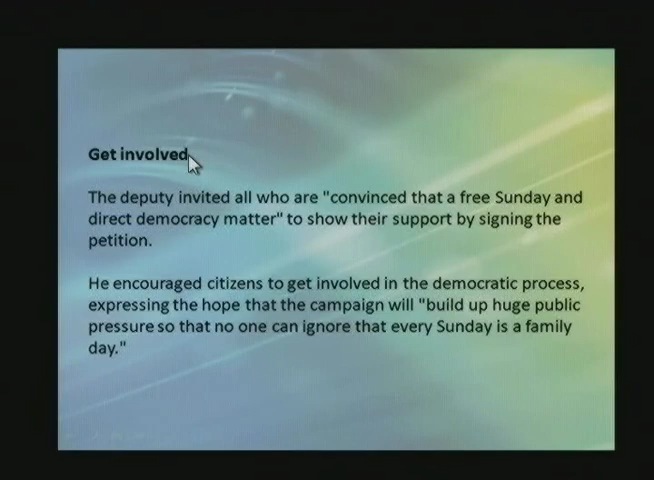 Get involved
The deputy invited all who are "convinced that a free Sunday and
direct democracy matter" to show their support by signing the
petition.
He encouraged citizens to get involved in the democratic process,
expressing the hope that the campaign will "build up huge public
pressure so that no one can ignore that every Sunday is a family
day."